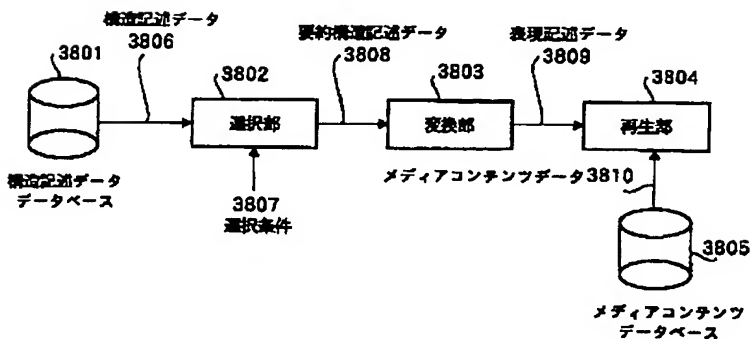 構造記述データ
3806
要約構造記述データ
3808
表現記述データ
3809
3801
3802
3803
3804
選択部
変換部
再生部
構造記述データ
データベース
3807
選択条件
メディアコンテンツデータ3810
3805
メディアコンテンツ
データベース